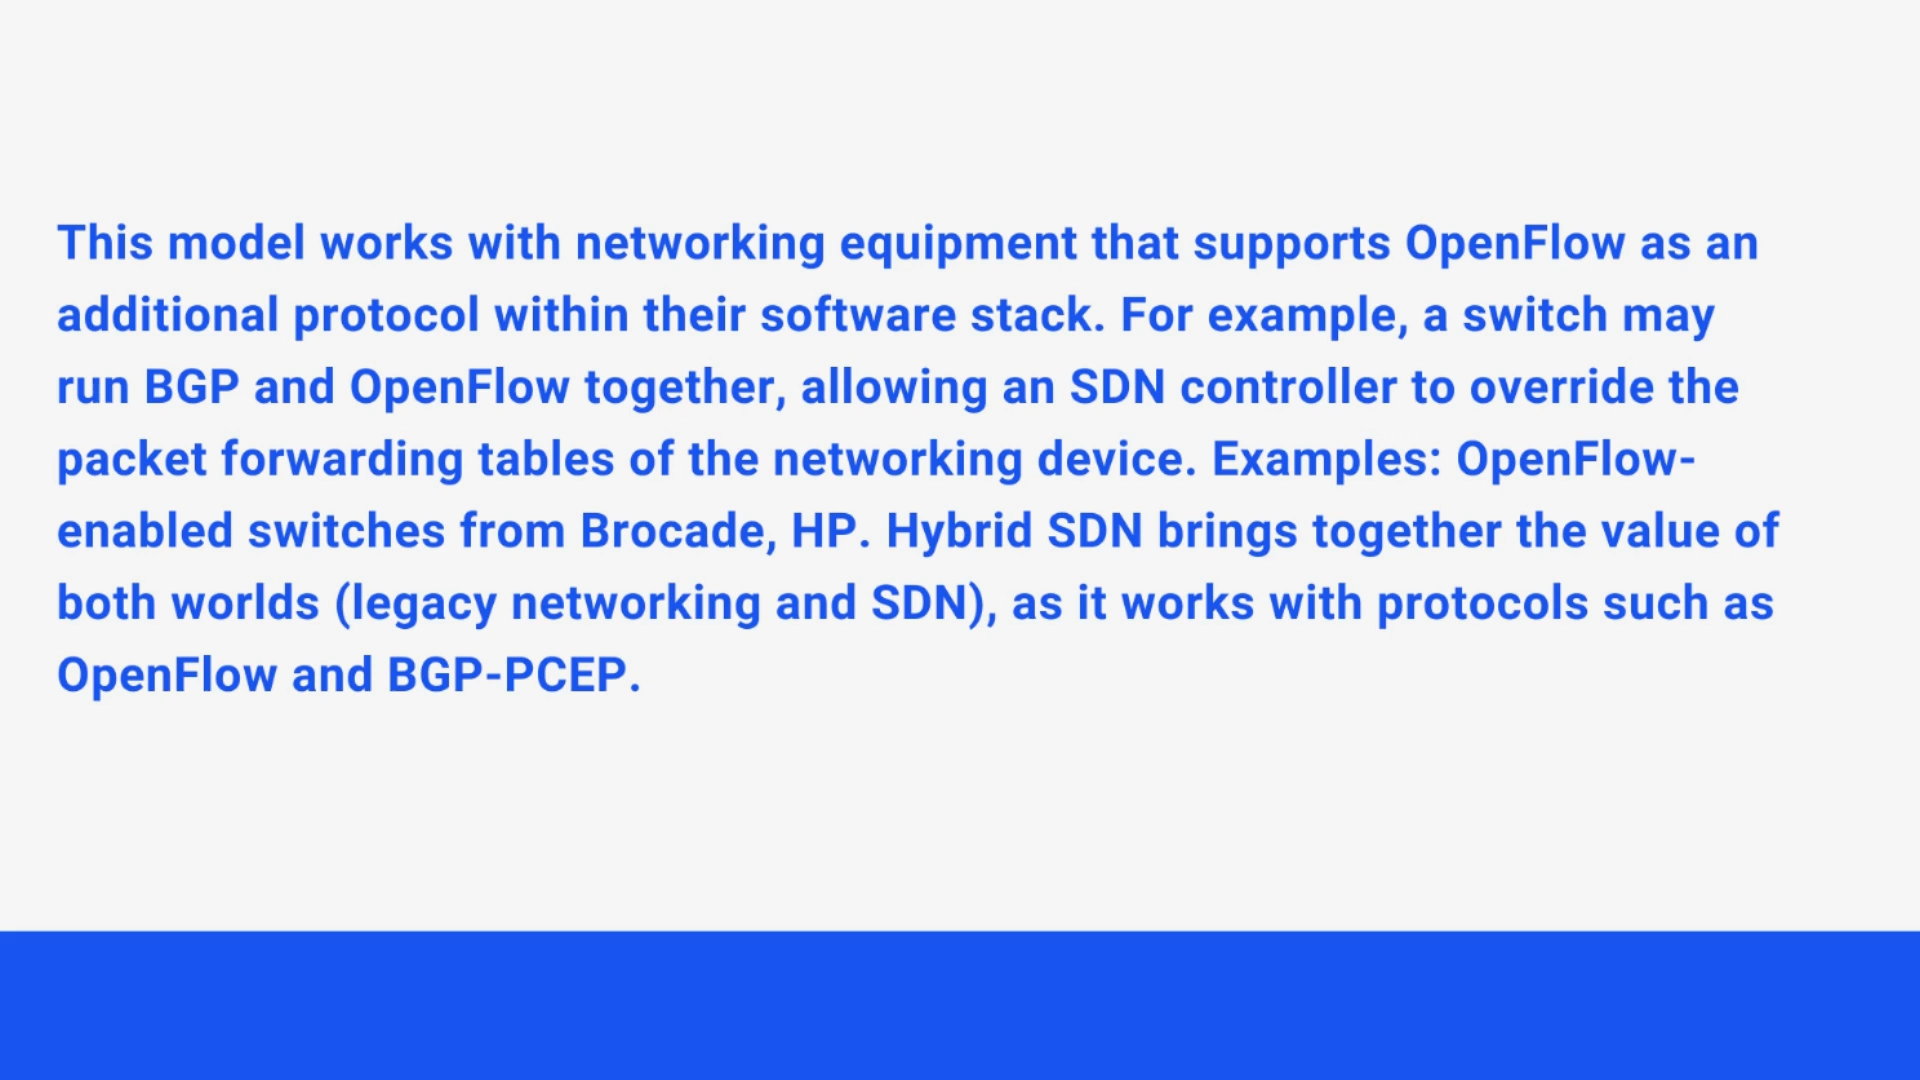 This model works with networking equipment that supports OpenFlow as an
additional protocol within their software stack. For example, a switch may
run BGP and OpenFlow together, allowing an SDN controller to override the
packet forwarding tables of the networking device. Examples: OpenFlow-
enabled switches from Brocade, HP. Hybrid SDN brings together the value of
both worlds (legacy networking and SDN), as it works with protocols such as
OpenFlow and BGP-PCEP.